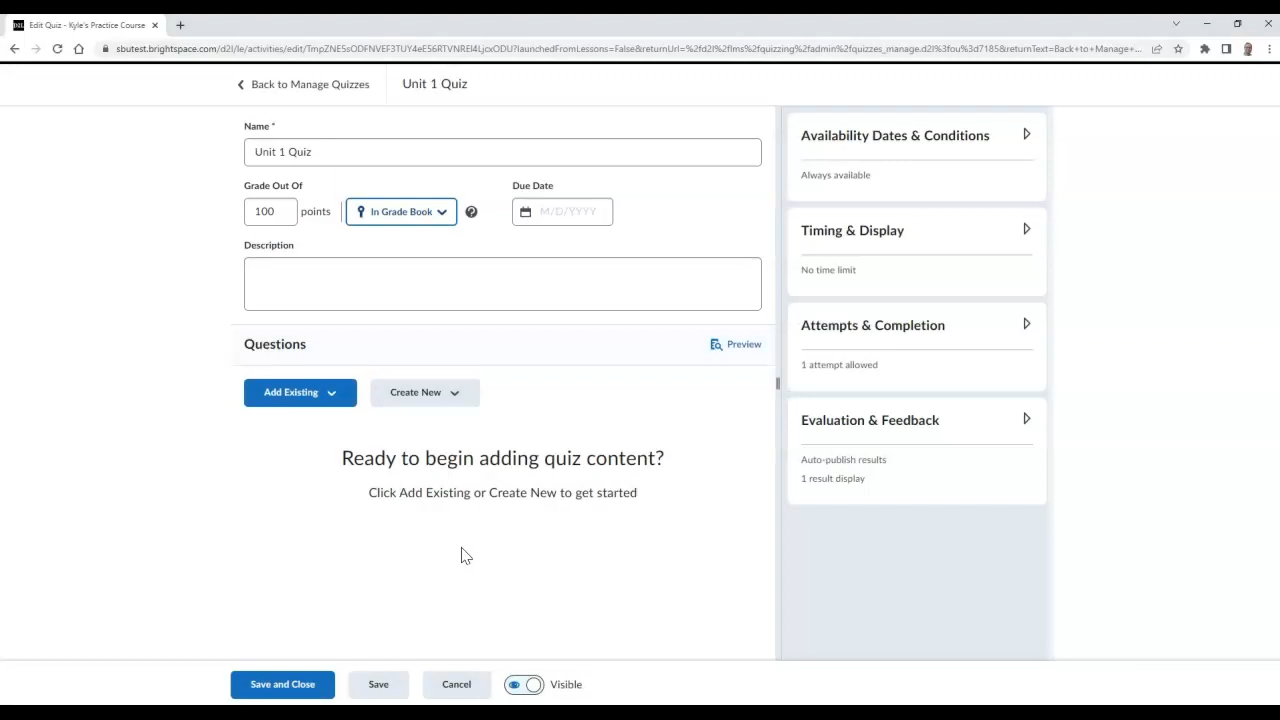 Edit Quiz - Kyle's Practice Course
sbutest.brightspace.com/d2l/le/activities/edit/TmpZNE5sODFNVEF3TUY4eE56RTVNREl4LjcxODU?launchedFromLessons=False&returnUrl=%2fd2l%2flms%2fquizzing%2fadmin%2fquizzes_manage.d2l%3fou%3d7185&returnText=Back+to+Manage+...
Back to Manage Quizzes
Unit 1 Quiz
Name *
Unit 1 Quiz
Grade Out Of
Due Date
100 points
In Grade Book
M/D/YYYY
Description
Questions
Preview
Add Existing
Create New
Ready to begin adding quiz content?
Click Add Existing or Create New to get started
Availability Dates & Conditions
Always available
Timing & Display
No time limit
Attempts & Completion
1 attempt allowed
Evaluation & Feedback
Auto-publish results
1 result display
Save and Close
Save
Cancel
Visible